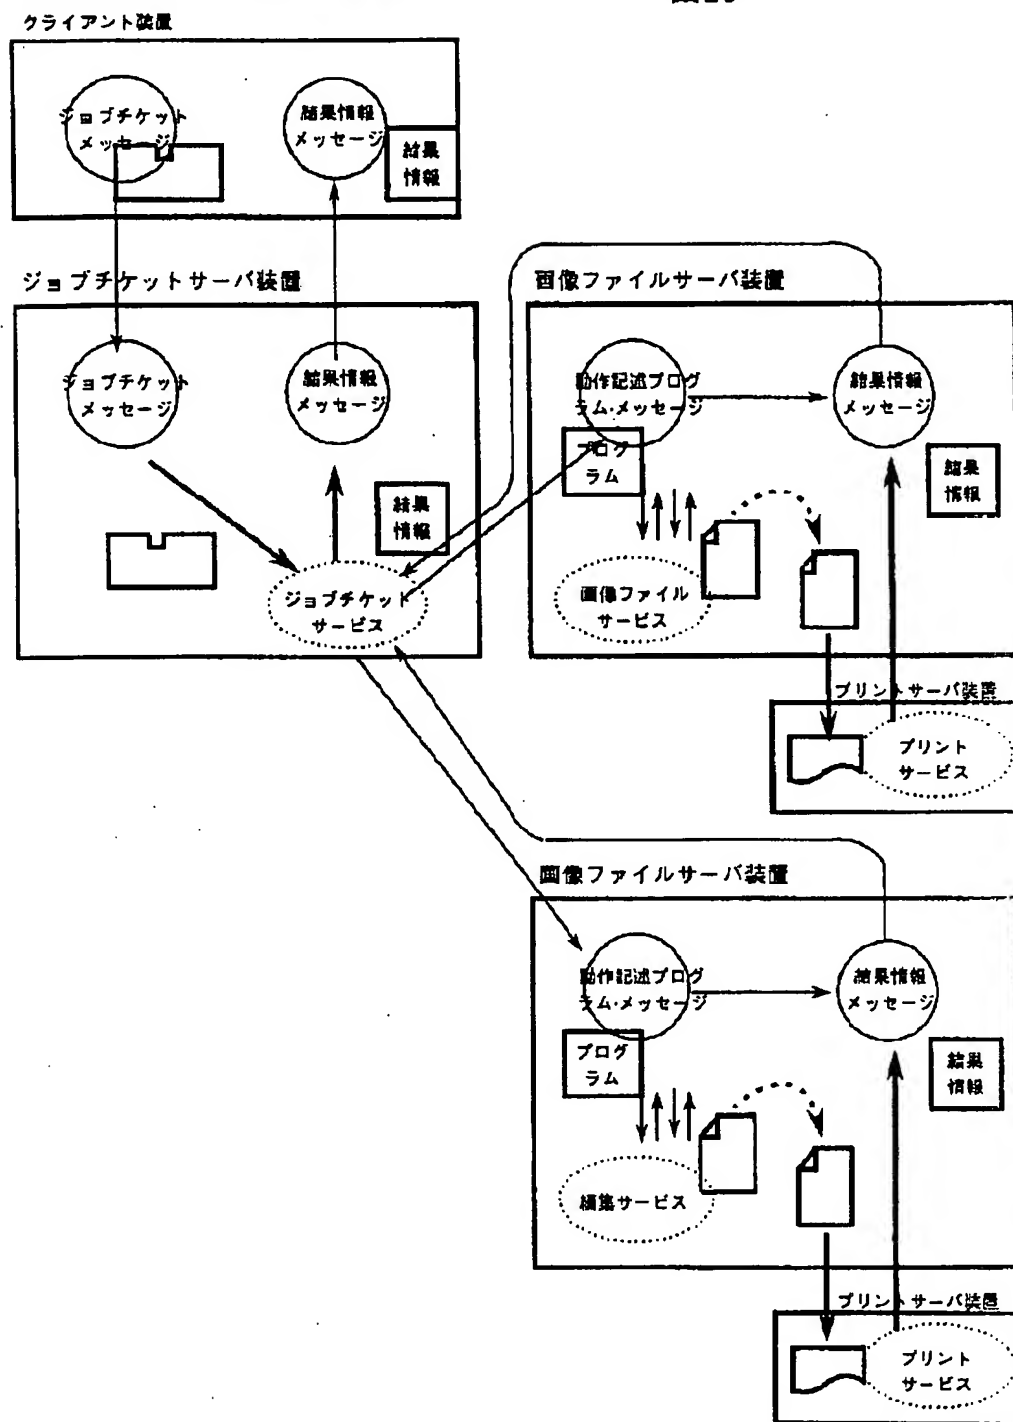 クライアント装置
ジョブチケット
メッセージ
結果情報
メッセージ
結果
情報
ジョブチケットサーバ装置
ジョブチケット
メッセージ
結果情報
メッセージ
結果
情報
ジョブチケット
サービス
画像ファイルサーバ装置
動作記述プログ
ラム・メッセージ
結果情報
メッセージ
プログ
ラム
結果
情報
画像ファイル
サービス
プリントサーバ装置
プリント
サービス
画像ファイルサーバ装置
動作記述プログ
ラム・メッセージ
結果情報
メッセージ
プログ
ラム
結果
情報
編集サービス
プリントサーバ装置
プリント
サービス